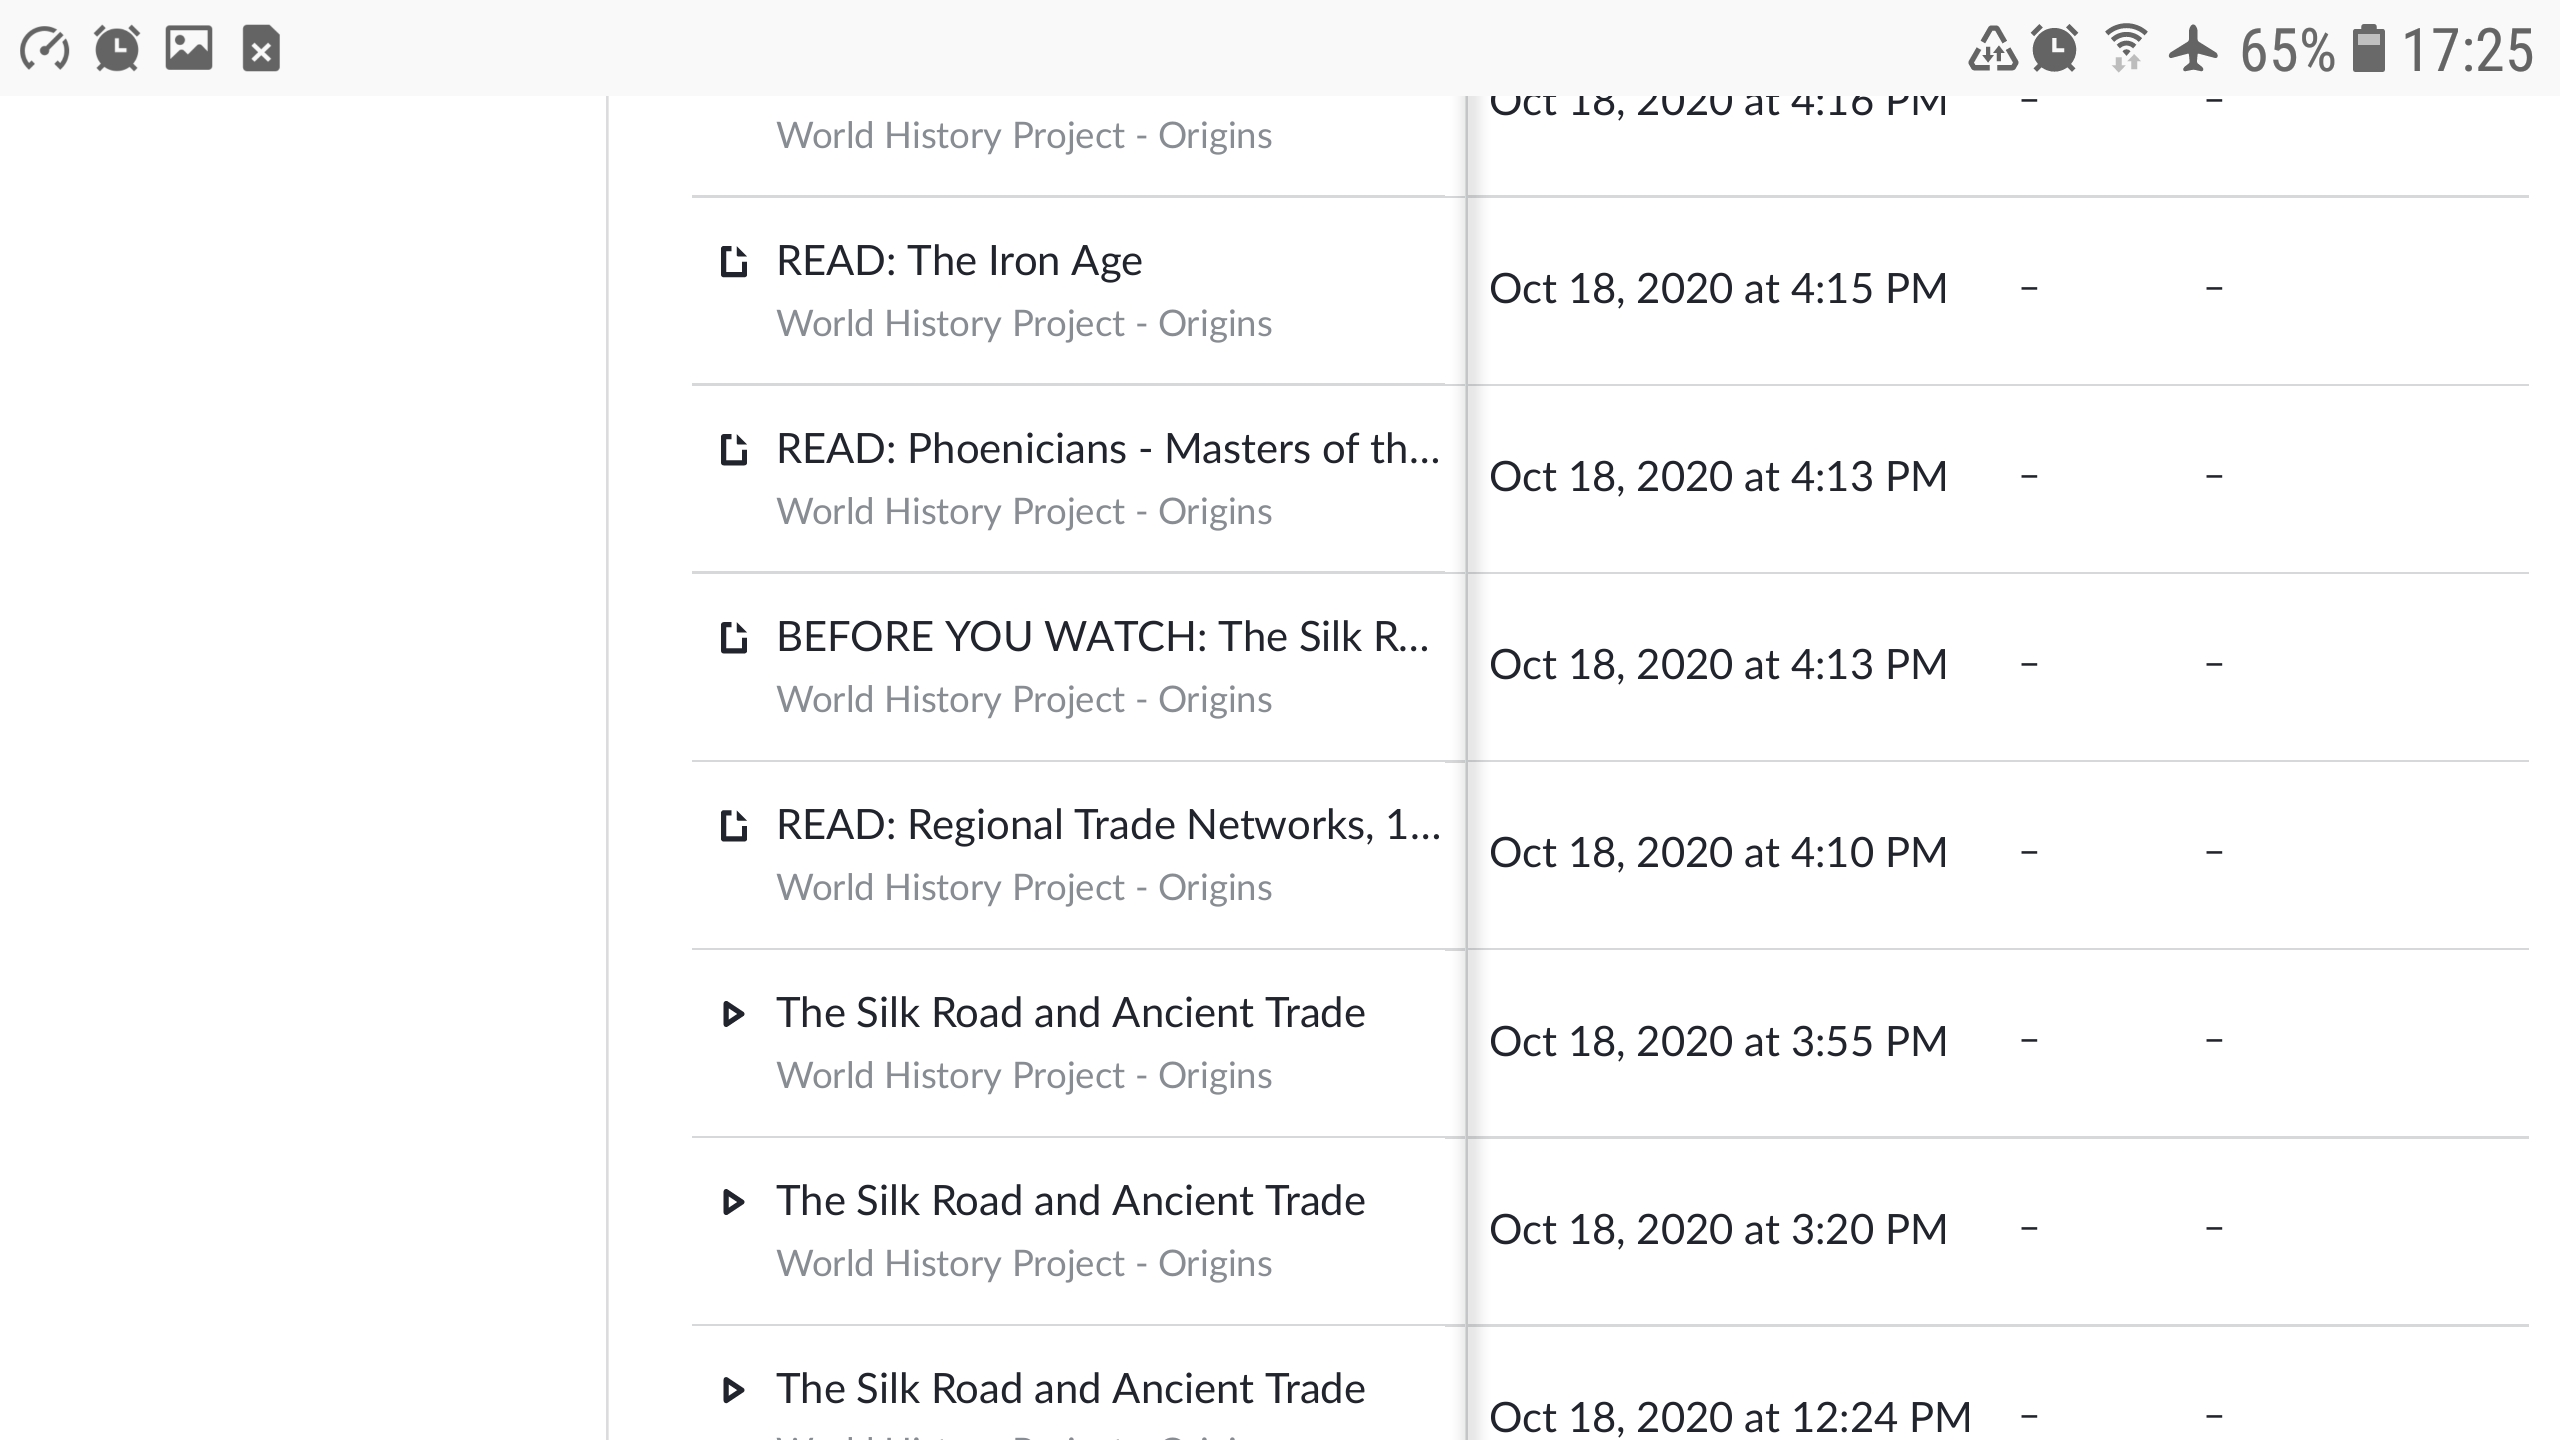 65% 17:25
Oct 18, 2020 at 4:16 PM – –
World History Project - Origins
READ: The Iron Age
Oct 18, 2020 at 4:15 PM – –
World History Project - Origins
READ: Phoenicians - Masters of th...
Oct 18, 2020 at 4:13 PM – –
World History Project - Origins
BEFORE YOU WATCH: The Silk R...
Oct 18, 2020 at 4:13 PM – –
World History Project - Origins
READ: Regional Trade Networks, 1...
Oct 18, 2020 at 4:10 PM – –
World History Project - Origins
The Silk Road and Ancient Trade
Oct 18, 2020 at 3:55 PM – –
World History Project - Origins
The Silk Road and Ancient Trade
Oct 18, 2020 at 3:20 PM – –
World History Project - Origins
The Silk Road and Ancient Trade
Oct 18, 2020 at 12:24 PM – –